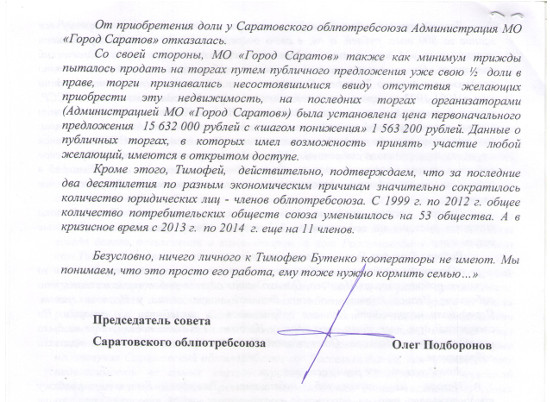 От приобретения доли у Саратовского облпотребсоюза Администрация МО
«Город Саратов» отказалась.
Со своей стороны, МО «Город Саратов» также как минимум трижды
пыталось продать на торгах путем публичного предложения уже свою ½ доли в
праве, торги признавались несостоявшимися ввиду отсутствия желающих
приобрести эту недвижимость, на последних торгах организаторами
(Администрацией МО «Город Саратов») была установлена цена первоначального
предложения 15 632 000 рублей с «шагом понижения» 1 563 200 рублей. Данные о
публичных торгах, в которых имел возможность принять участие любой
желающий, имеются в открытом доступе.
Кроме этого, Тимофей, действительно, подтверждаем, что за последние
два десятилетия по разным экономическим причинам значительно сократилось
количество юридических лиц - членов облпотребсоюза. С 1999 г. по 2012 г. общее
количество потребительских обществ союза уменьшилось на 53 общества. А в
кризисное время с 2013 г. по 2014 г. еще на 11 членов.
Безусловно, ничего личного к Тимофею Бутенко кооператоры не имеют. Мы
понимаем, что это просто его работа, ему тоже нужно кормить семью…»
Председатель совета
Саратовского облпотребсоюза Олег Подборонов